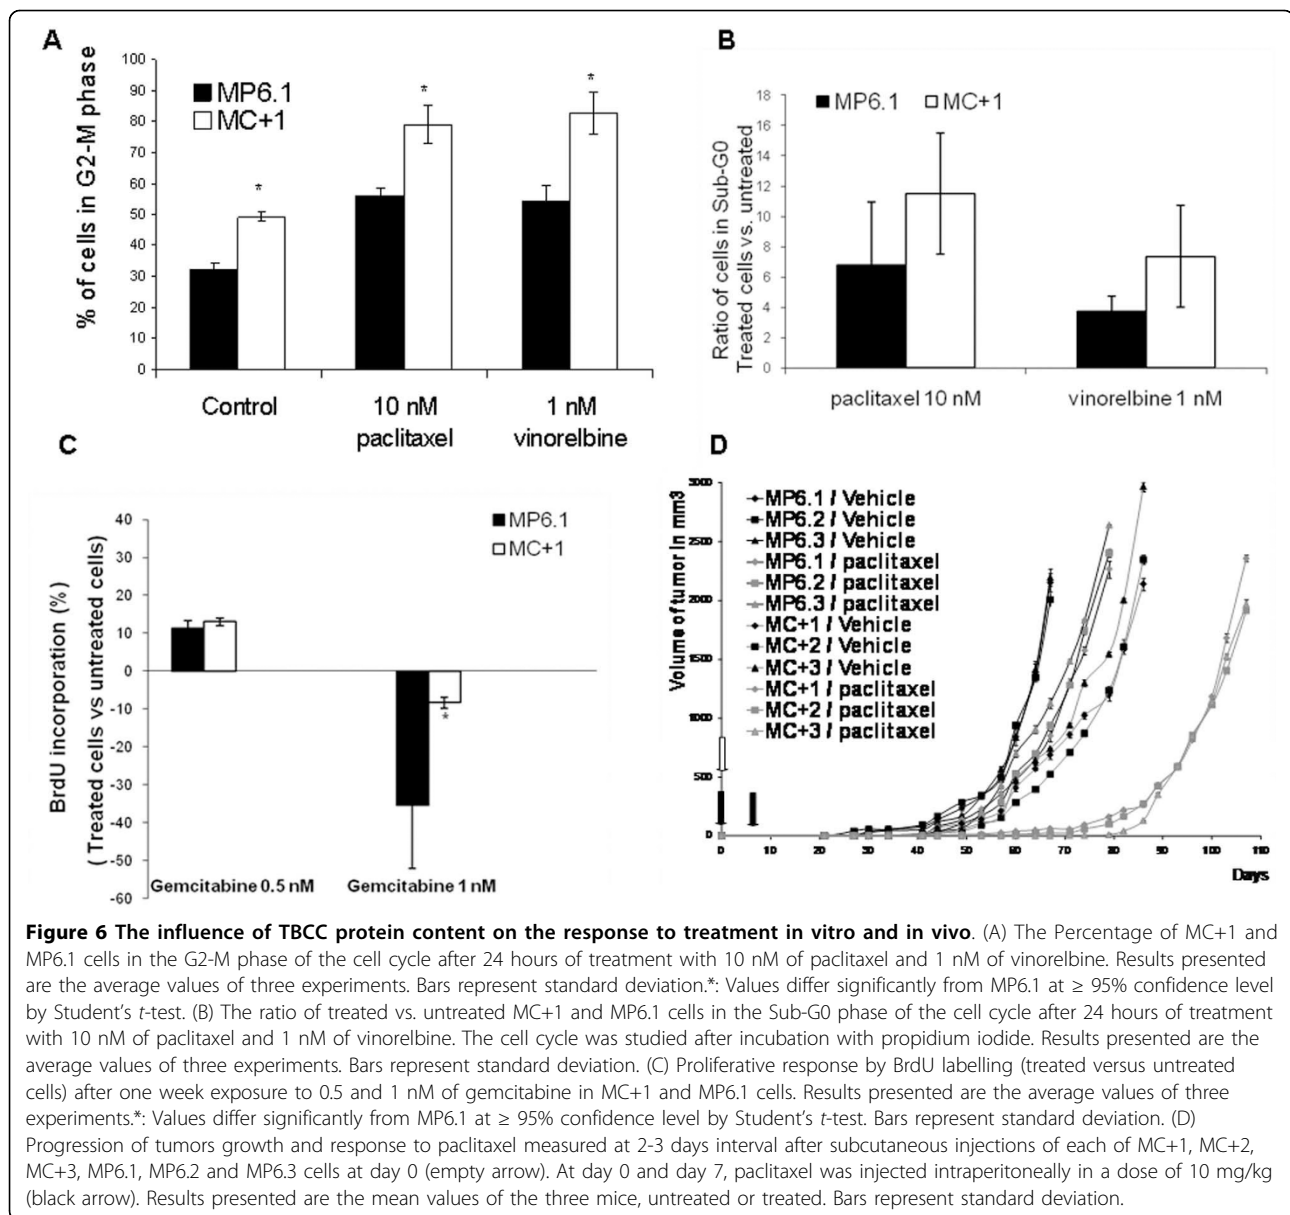 A
% of cells in G2-M phase
100
90
80
70
60
50
40
30
20
10
0
MP6.1
MC+1
*
*
*
Control
10 nM
paclitaxel
1 nM
vinorelbine
B
Ratio of cells in Sub-G0
Treated cells vs. untreated
18
16
14
12
10
8
6
4
2
0
MP6.1
MC+1
paclitaxel 10 nM
vinorelbine 1 nM
C
BrdU incorporation (%)
( Treated cells vs untreated cells)
40
30
20
10
0
-10
-20
-30
-40
-50
-60
MP6.1
MC+1
*
Gemcitabine 0.5 nM
Gemcitabine 1 nM
D
Volume of tumor in mm3
3000
2500
2000
1500
1000
500
0
MP6.1 / Vehicle
MP6.2 / Vehicle
MP6.3 / Vehicle
MP6.1 / paclitaxel
MP6.2 / paclitaxel
MP6.3 / paclitaxel
MC+1 / Vehicle
MC+2 / Vehicle
MC+3 / Vehicle
MC+1 / paclitaxel
MC+2 / paclitaxel
MC+3 / paclitaxel
0 10 20 30 40 50 60 70 80 90 100 110
Days
Figure 6 The influence of TBCC protein content on the response to treatment in vitro and in vivo. (A) The Percentage of MC+1 and
MP6.1 cells in the G2-M phase of the cell cycle after 24 hours of treatment with 10 nM of paclitaxel and 1 nM of vinorelbine. Results presented
are the average values of three experiments. Bars represent standard deviation.*: Values differ significantly from MP6.1 at ≥ 95% confidence level
by Student's t-test. (B) The ratio of treated vs. untreated MC+1 and MP6.1 cells in the Sub-G0 phase of the cell cycle after 24 hours of treatment
with 10 nM of paclitaxel and 1 nM of vinorelbine. The cell cycle was studied after incubation with propidium iodide. Results presented are the
average values of three experiments. Bars represent standard deviation. (C) Proliferative response by BrdU labelling (treated versus untreated
cells) after one week exposure to 0.5 and 1 nM of gemcitabine in MC+1 and MP6.1 cells. Results presented are the average values of three
experiments.*: Values differ significantly from MP6.1 at ≥ 95% confidence level by Student's t-test. Bars represent standard deviation. (D)
Progression of tumors growth and response to paclitaxel measured at 2-3 days interval after subcutaneous injections of each of MC+1, MC+2,
MC+3, MP6.1, MP6.2 and MP6.3 cells at day 0 (empty arrow). At day 0 and day 7, paclitaxel was injected intraperitoneally in a dose of 10 mg/kg
(black arrow). Results presented are the mean values of the three mice, untreated or treated. Bars represent standard deviation.